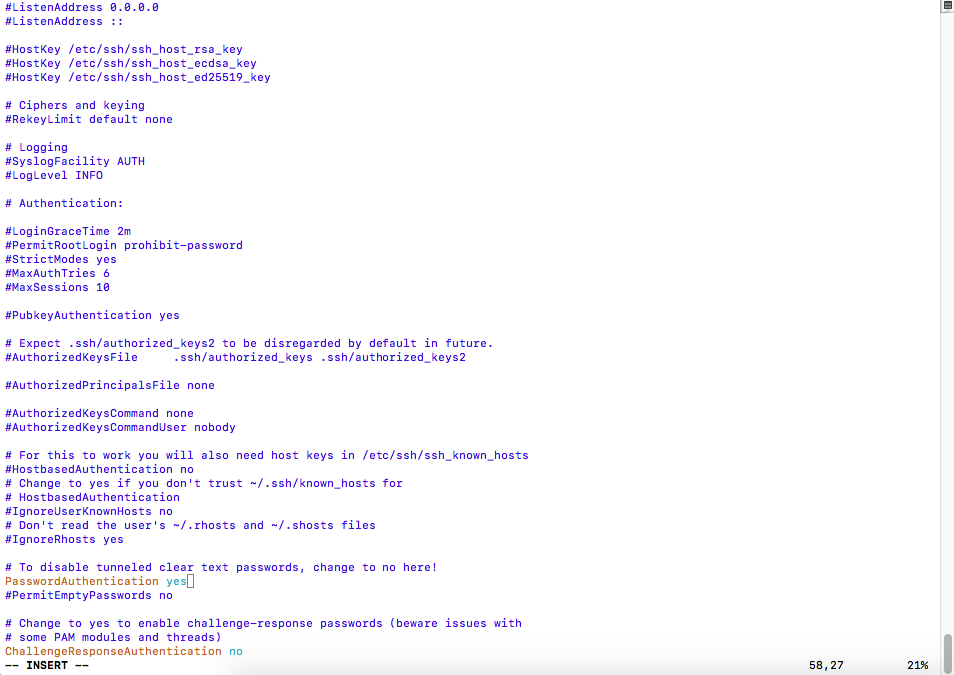 #ListenAddress 0.0.0.0
#ListenAddress ::
#HostKey /etc/ssh/ssh_host_rsa_key
#HostKey /etc/ssh/ssh_host_ecdsa_key
#HostKey /etc/ssh/ssh_host_ed25519_key
# Ciphers and keying
#RekeyLimit default none
# Logging
#SyslogFacility AUTH
#LogLevel INFO
# Authentication:
#LoginGraceTime 2m
#PermitRootLogin prohibit-password
#StrictModes yes
#MaxAuthTries 6
#MaxSessions 10
#PubkeyAuthentication yes
# Expect .ssh/authorized_keys2 to be disregarded by default in future.
#AuthorizedKeysFile     .ssh/authorized_keys .ssh/authorized_keys2
#AuthorizedPrincipalsFile none
#AuthorizedKeysCommand none
#AuthorizedKeysCommandUser nobody
# For this to work you will also need host keys in /etc/ssh/ssh_known_hosts
#HostbasedAuthentication no
# Change to yes if you don't trust ~/.ssh/known_hosts for
# HostbasedAuthentication
#IgnoreUserKnownHosts no
# Don't read the user's ~/.rhosts and ~/.shosts files
#IgnoreRhosts yes
# To disable tunneled clear text passwords, change to no here!
PasswordAuthentication yes
#PermitEmptyPasswords no
# Change to yes to enable challenge-response passwords (beware issues with
# some PAM modules and threads)
ChallengeResponseAuthentication no
-- INSERT -- 58,27 21%